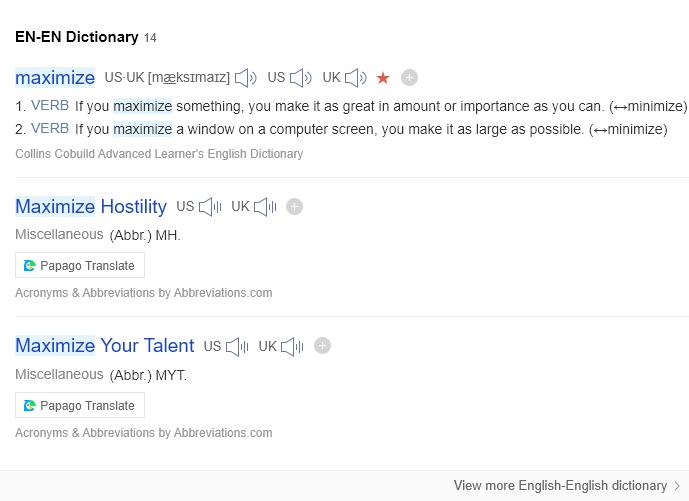 EN-EN Dictionary 14
maximize US·UK [mæksɪmaɪz] US UK
1. VERB If you maximize something, you make it as great in amount or importance as you can. (↔minimize)
2. VERB If you maximize a window on a computer screen, you make it as large as possible. (↔minimize)
Collins Cobuild Advanced Learner's English Dictionary
Maximize Hostility US UK
Miscellaneous (Abbr.) MH.
Papago Translate
Acronyms & Abbreviations by Abbreviations.com
Maximize Your Talent US UK
Miscellaneous (Abbr.) MYT.
Papago Translate
Acronyms & Abbreviations by Abbreviations.com
View more English-English dictionary